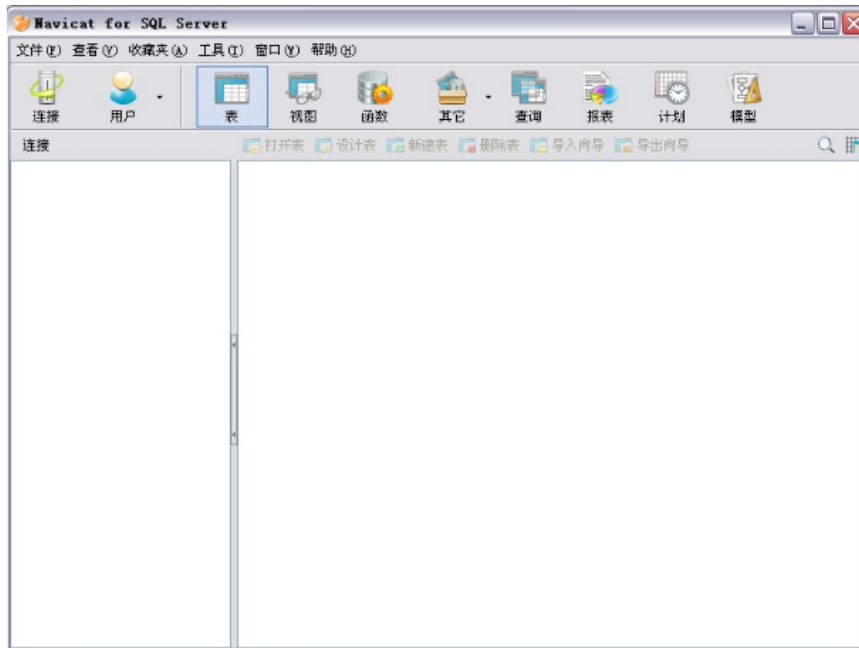 Navicat for SQL Server
文件(F) 查看(V) 收藏夹(A) 工具(T) 窗口(W) 帮助(H)
连接 用户 表 视图 函数 其它 查询 报表 计划 模型
连接 打开表 设计表 新建表 删除表 导入向导 导出向导